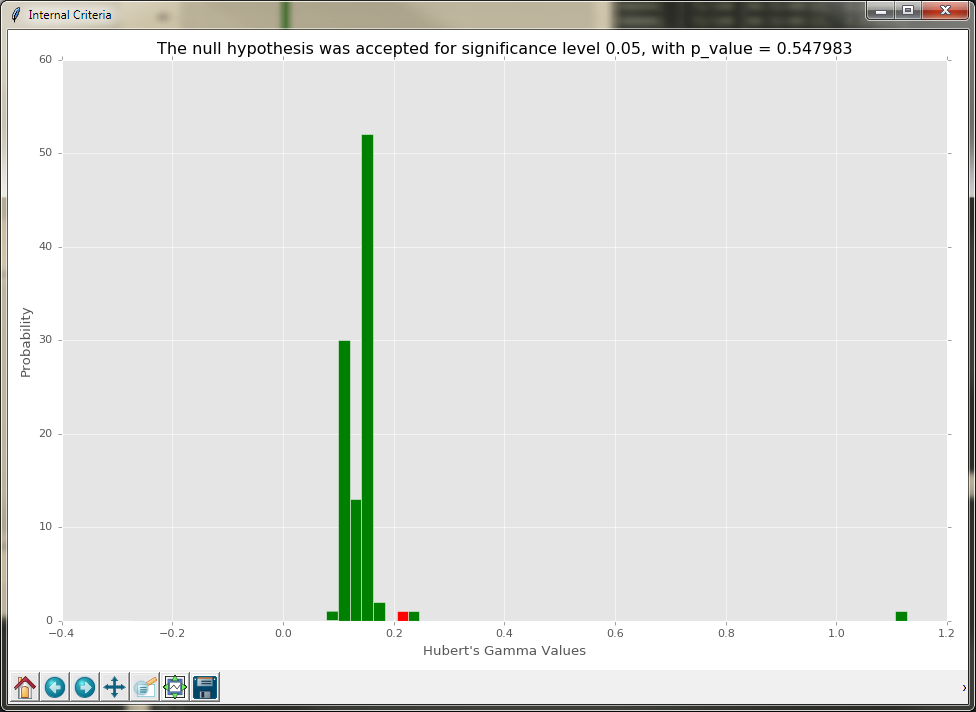 Internal Criteria
The null hypothesis was accepted for significance level 0.05, with p_value = 0.547983
60
50
40
30
20
10
0
Probability
−0.4 −0.2 0.0 0.2 0.4 0.6 0.8 1.0 1.2
Hubert's Gamma Values